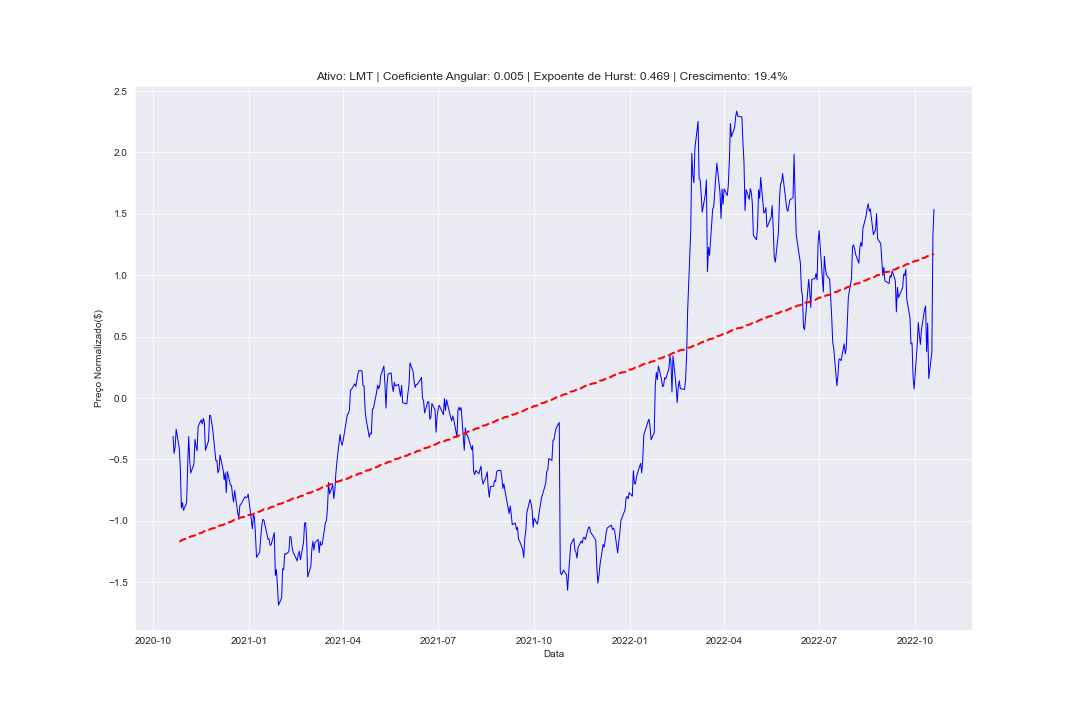 Ativo: LMT | Coeficiente Angular: 0.005 | Expoente de Hurst: 0.469 | Crescimento: 19.4%
2.5
2.0
1.5
1.0
0.5
0.0
−0.5
−1.0
−1.5
Preço Normalizado($)
2020-10 2021-01 2021-04 2021-07 2021-10 2022-01 2022-04 2022-07 2022-10
Data